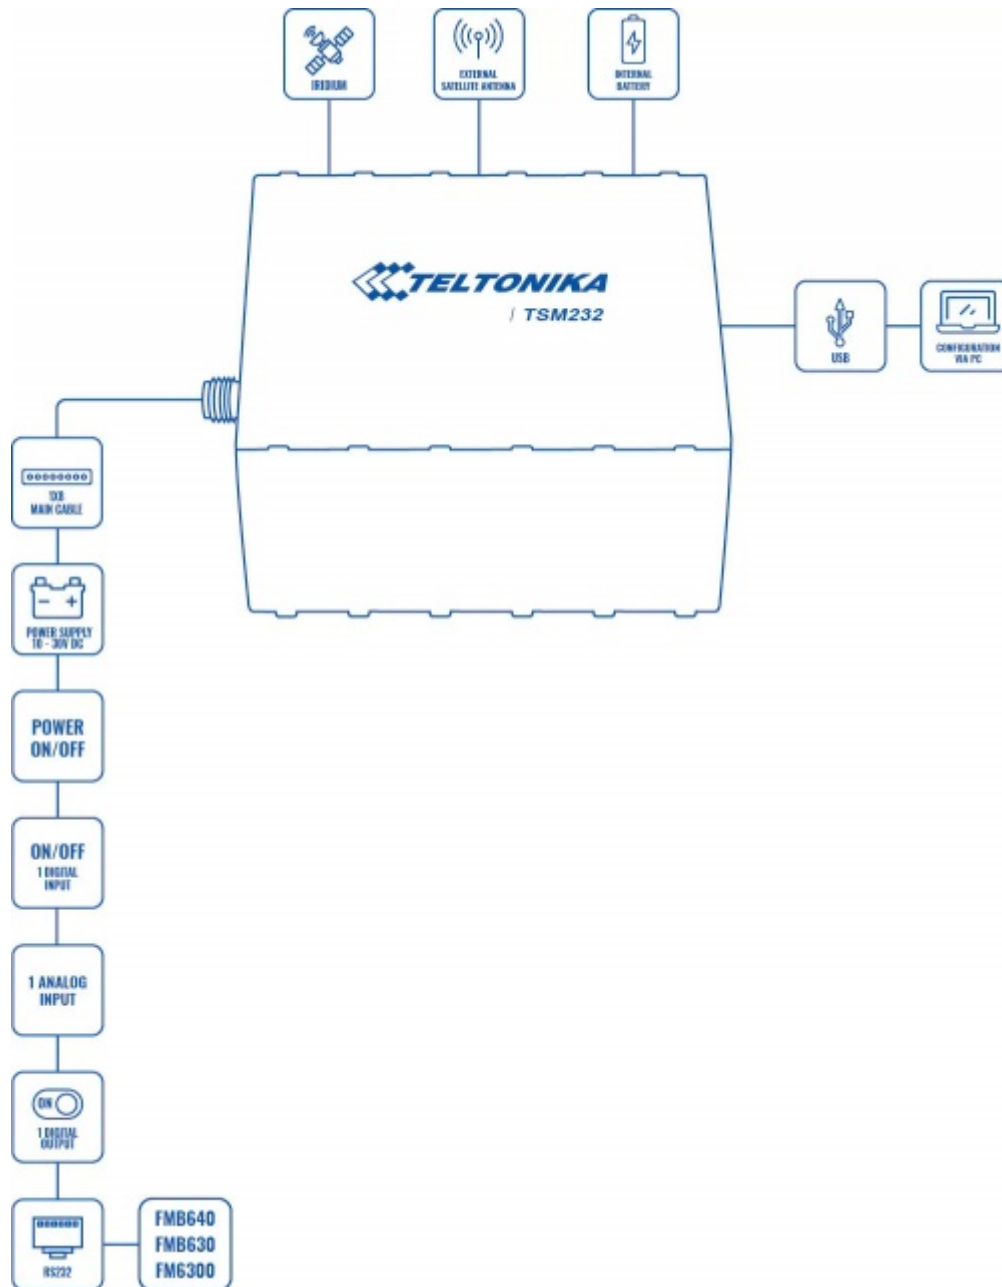 IRIDIUM
EXTERNAL
SATELLITE ANTENNA
INTERNAL
BATTERY
TELTONIKA
TSM232
USB
CONFIGURATION
VIA PC
1X8
MAIN CABLE
- +
POWER SUPPLY
10 - 30V DC
POWER
ON/OFF
ON/OFF
1 DIGITAL
INPUT
1 ANALOG
INPUT
ON
1 DIGITAL
OUTPUT
RS232
FMB640
FMB630
FM6300